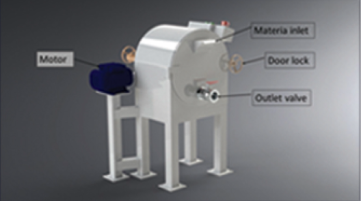 Materia inlet
Motor
Door lock
Outlet valve